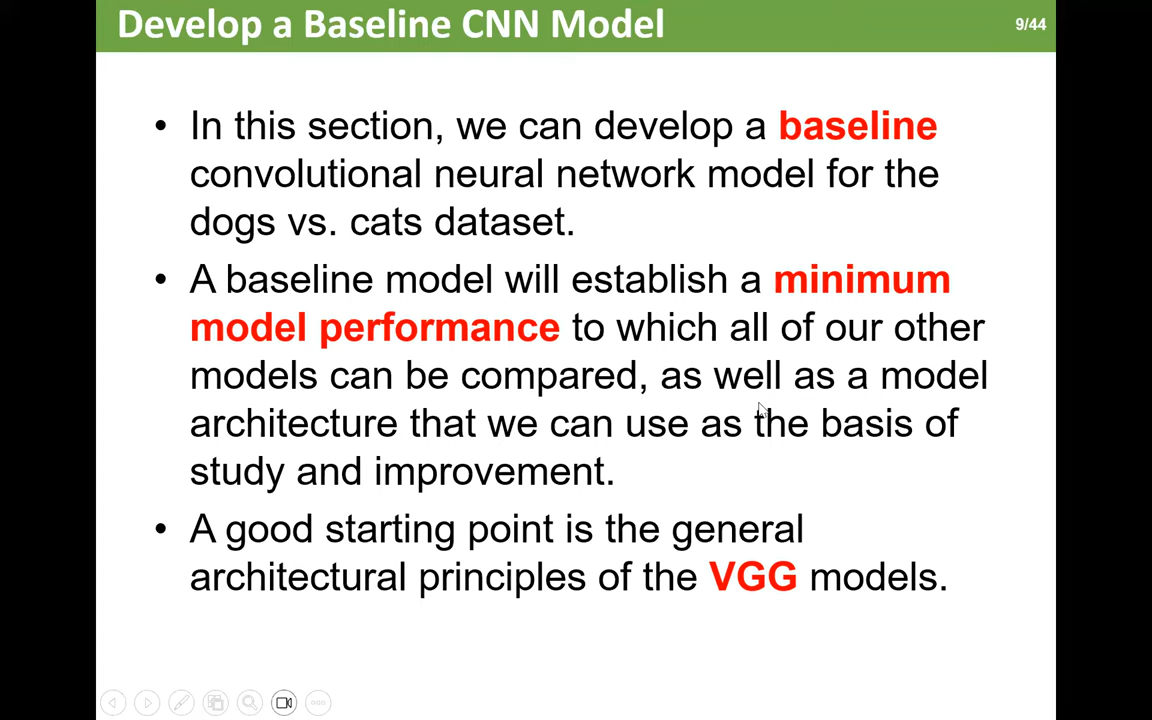 Develop a Baseline CNN Model
9/44
• In this section, we can develop a baseline
convolutional neural network model for the
dogs vs. cats dataset.
• A baseline model will establish a minimum
model performance to which all of our other
models can be compared, as well as a model
architecture that we can use as the basis of
study and improvement.
• A good starting point is the general
architectural principles of the VGG models.